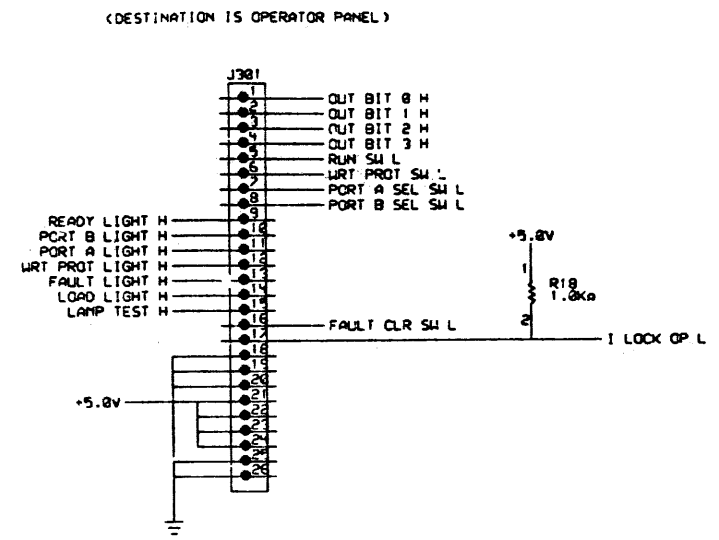 (DESTINATION IS OPERATOR PANEL)
J301
1
2
3
4
5
6
7
8
9
10
11
12
13
14
15
16
17
18
19
20
21
22
23
24
25
26
OUT BIT 0 H
OUT BIT 1 H
OUT BIT 2 H
OUT BIT 3 H
RUN SW L
WRT PROT SW L
PORT A SEL SW L
PORT B SEL SW L
READY LIGHT H
PORT B LIGHT H
PORT A LIGHT H
WRT PROT LIGHT H
FAULT LIGHT H
LOAD LIGHT H
LAMP TEST H
FAULT CLR SW L
+5.0V
1
R18
1.0KΩ
2
I LOCK OP L
+5.0V